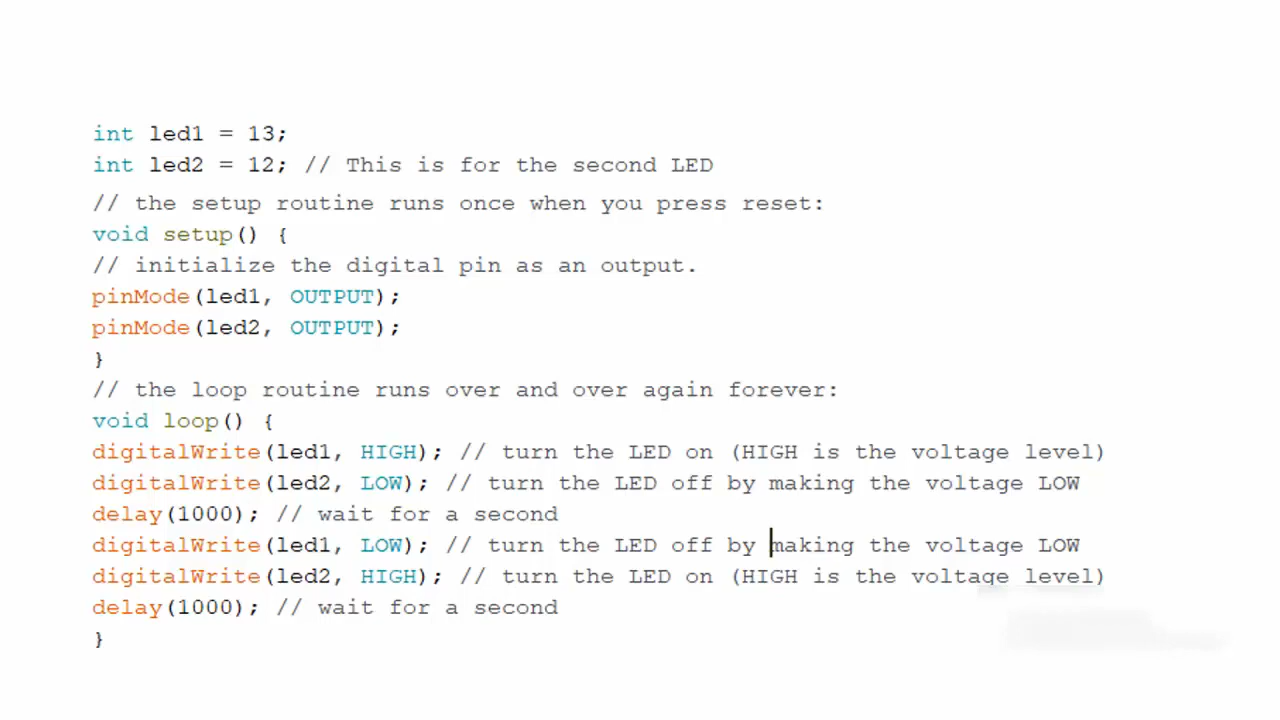 int led1 = 13;
int led2 = 12; // This is for the second LED
// the setup routine runs once when you press reset:
void setup() {
// initialize the digital pin as an output.
pinMode(led1, OUTPUT);
pinMode(led2, OUTPUT);
}
// the loop routine runs over and over again forever:
void loop() {
digitalWrite(led1, HIGH); // turn the LED on (HIGH is the voltage level)
digitalWrite(led2, LOW); // turn the LED off by making the voltage LOW
delay(1000); // wait for a second
digitalWrite(led1, LOW); // turn the LED off by making the voltage LOW
digitalWrite(led2, HIGH); // turn the LED on (HIGH is the voltage level)
delay(1000); // wait for a second
}